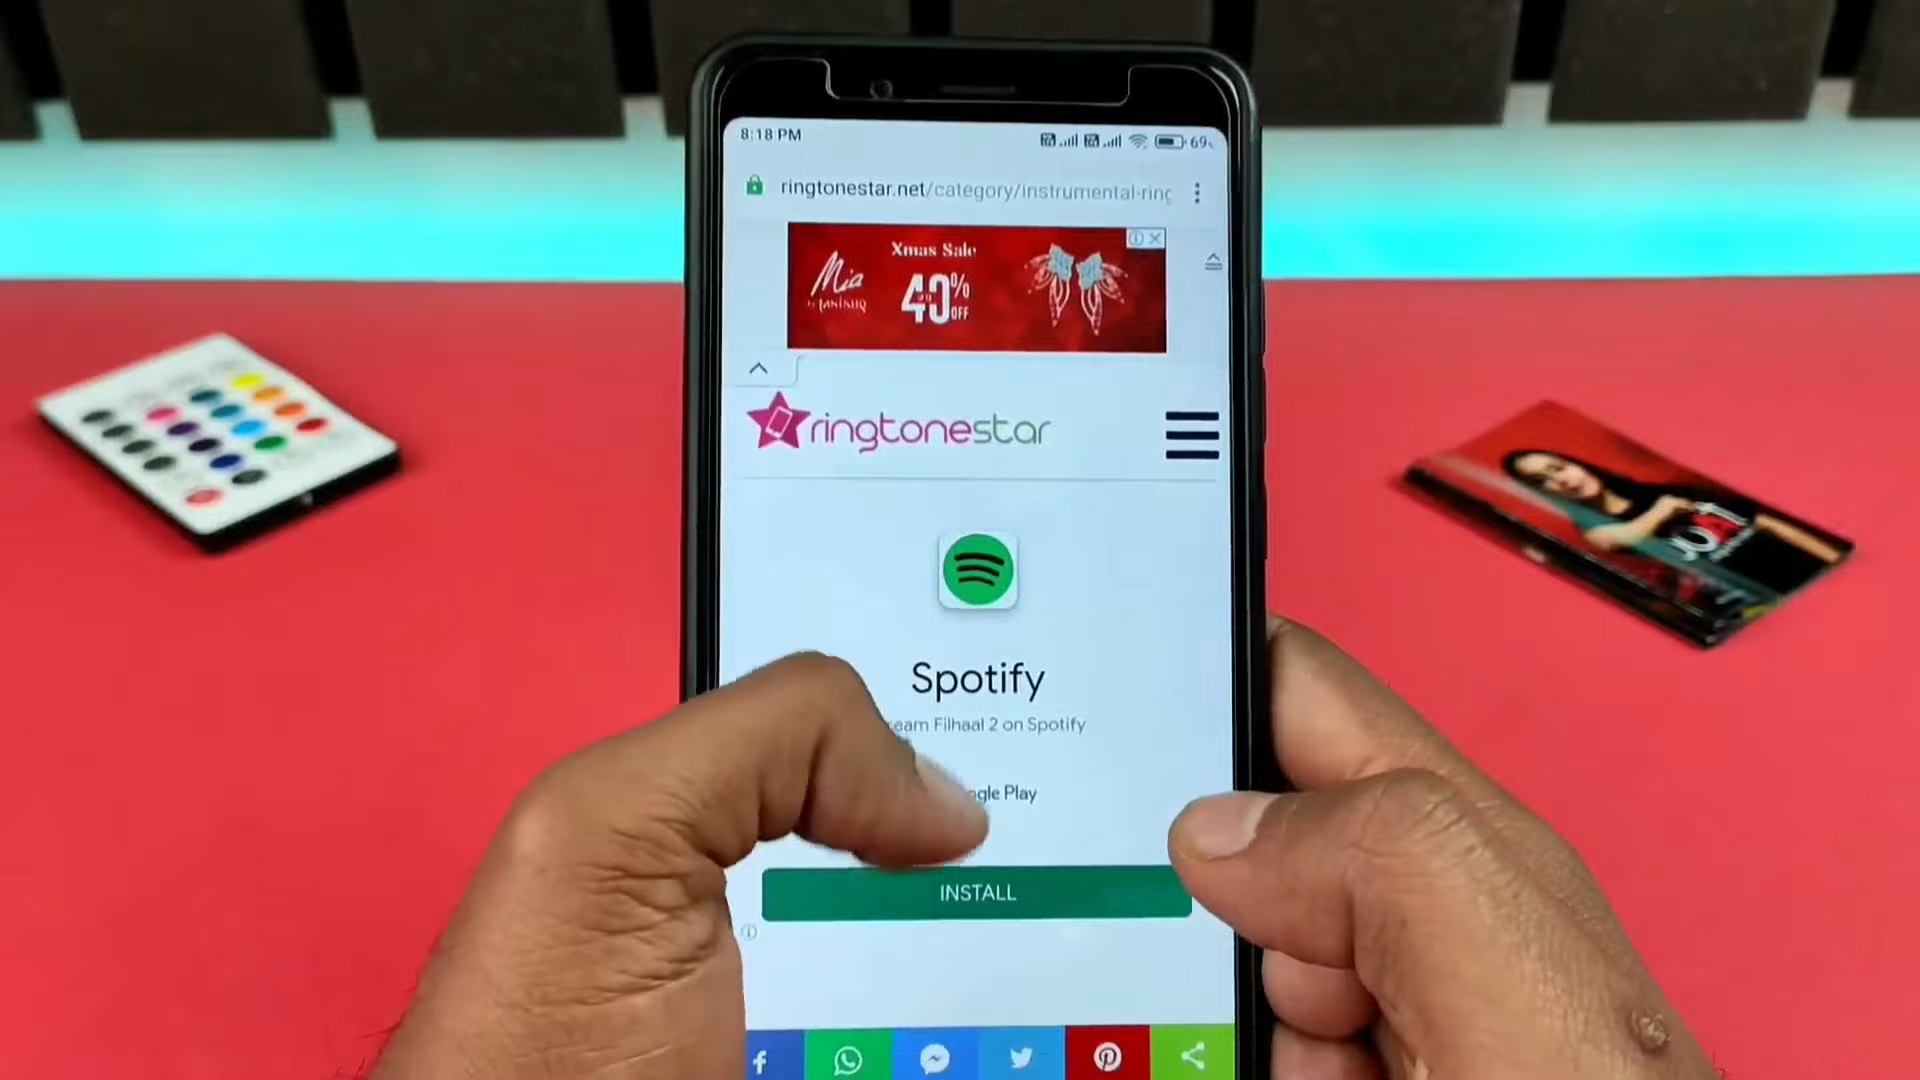 8:18 PM
69
ringtonestar.net/category/instrumental-ring
Xmas Sale
Mia
40%
OFF
ringtonestar
Spotify
eam Filhaal 2 on Spotify
ogle Play
INSTALL